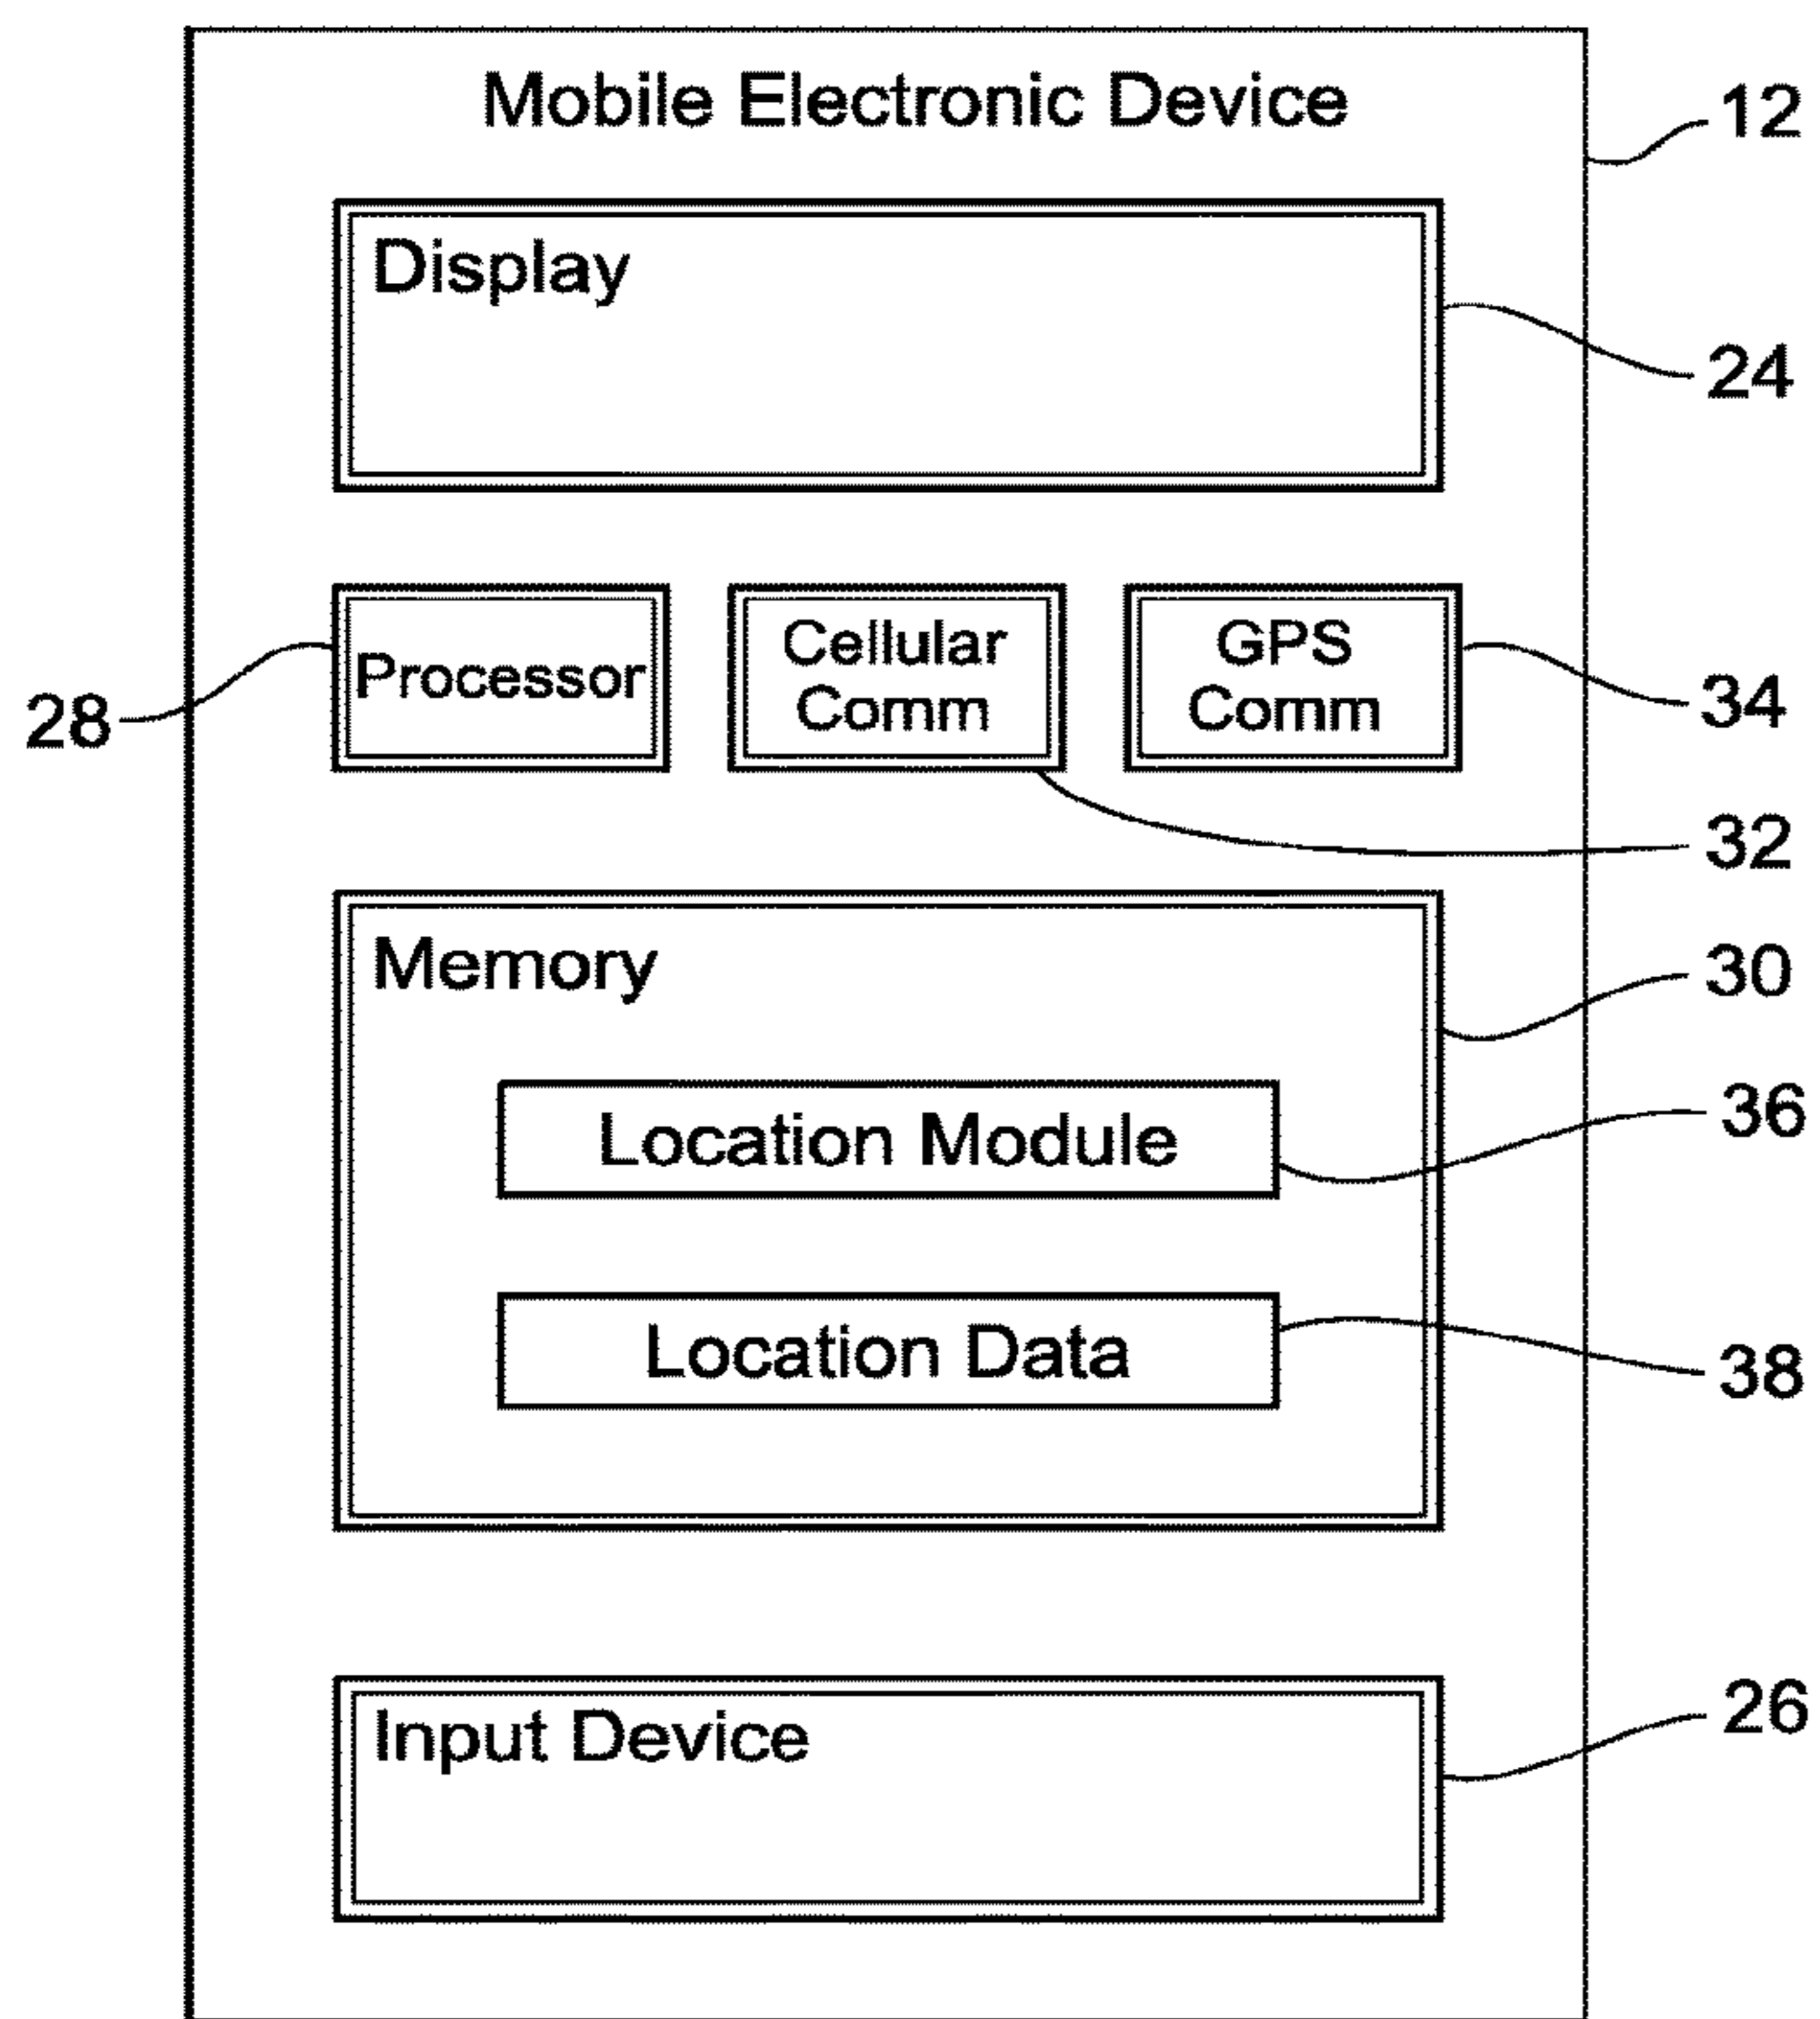 Mobile Electronic Device
12
Display
24
Processor
Cellular
Comm
GPS
Comm
28
34
32
Memory
30
Location Module
36
Location Data
38
Input Device
26